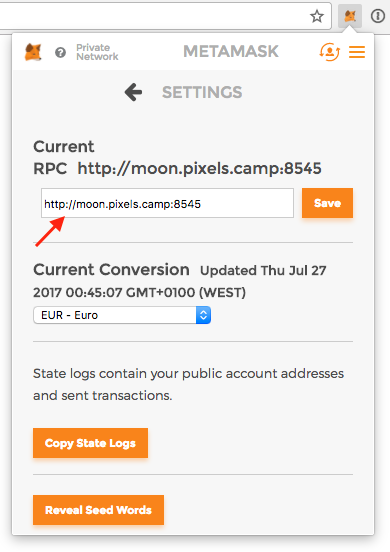 Private
Network
METAMASK
SETTINGS
Current
RPC http://moon.pixels.camp:8545
http://moon.pixels.camp:8545
Save
Current Conversion Updated Thu Jul 27
2017 00:45:07 GMT+0100 (WEST)
EUR - Euro
State logs contain your public account addresses
and sent transactions.
Copy State Logs
Reveal Seed Words